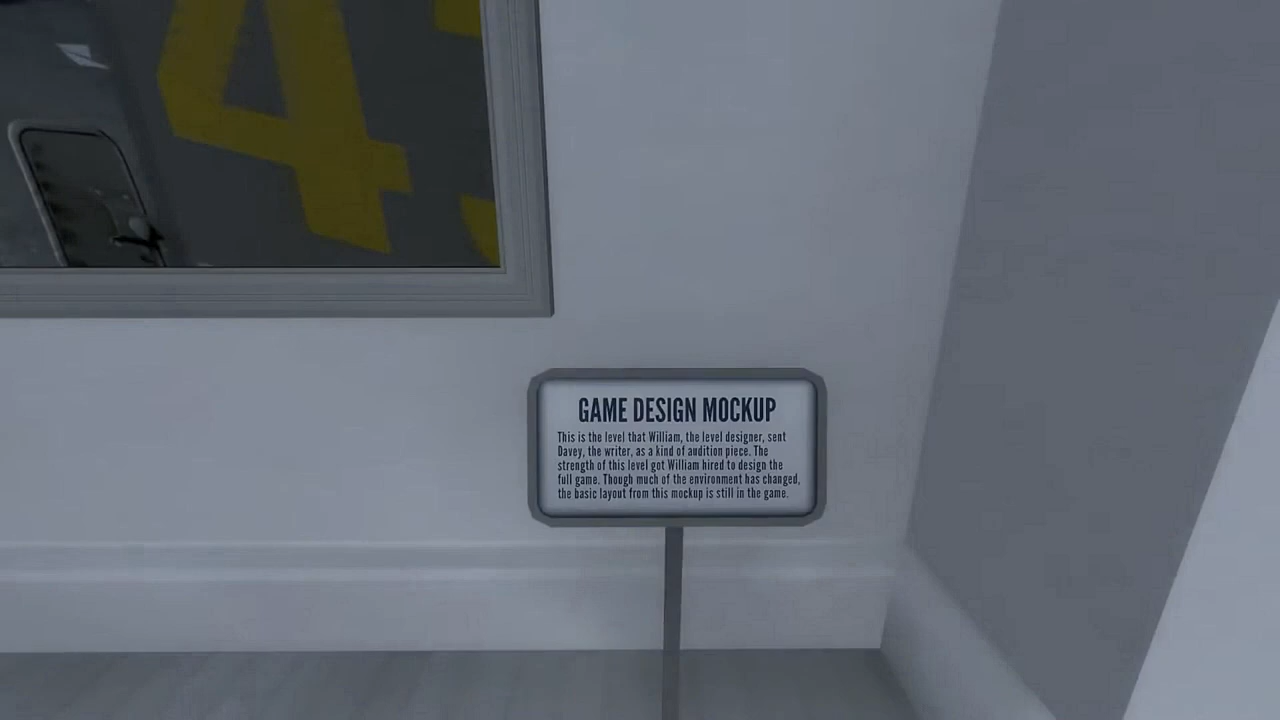 4
GAME DESIGN MOCKUP
This is the level that William, the level designer, sent
Davey, the writer, as a kind of audition piece. The
strength of this level got William hired to design the
full game. Though much of the environment has changed,
the basic layout from this mockup is still in the game.